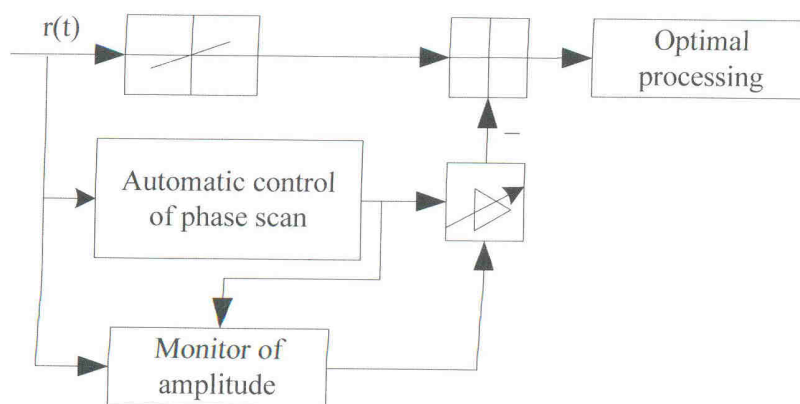 r(t)
Optimal
processing
Automatic control
of phase scan
–
Monitor of
amplitude